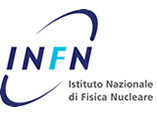 INFN
Istituto Nazionale
di Fisica Nucleare